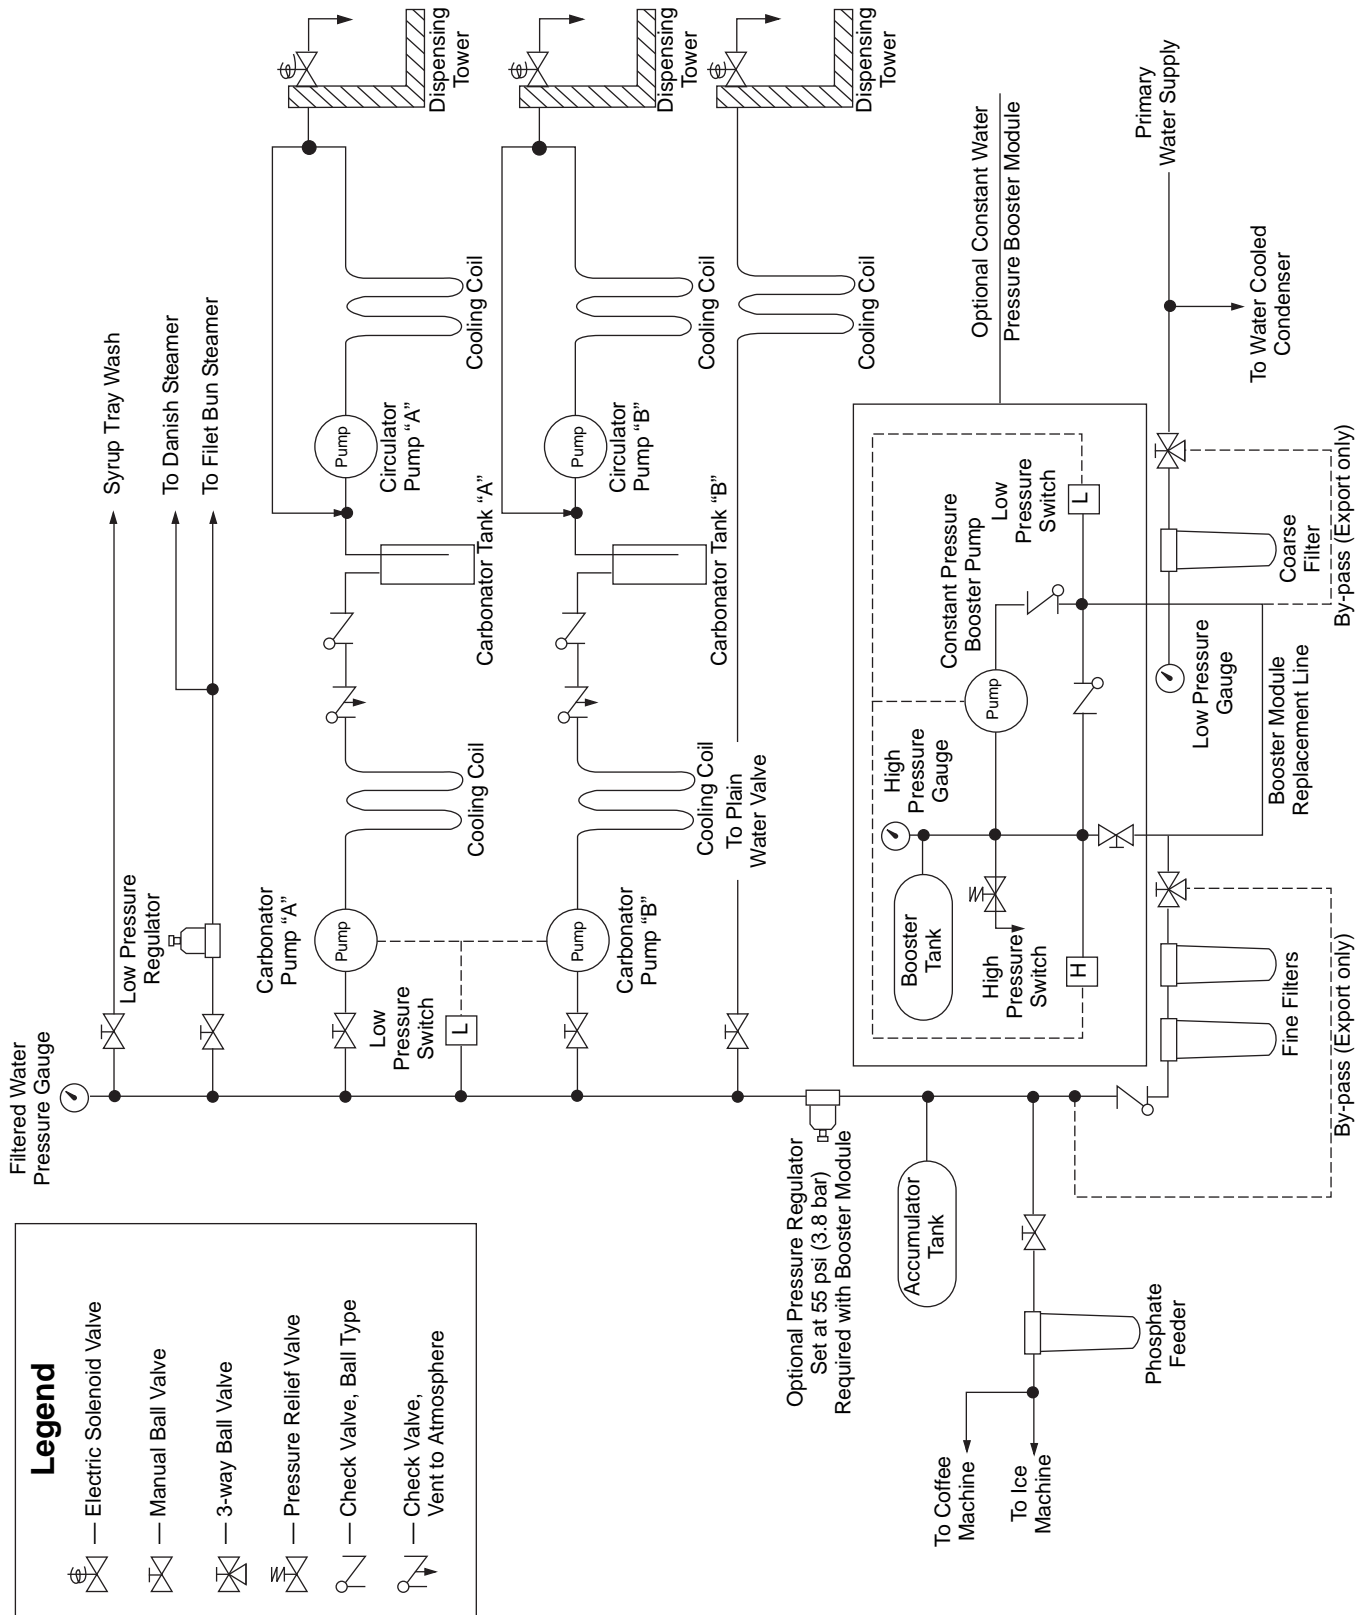 Legend
Electric Solenoid Valve
Manual Ball Valve
3-way Ball Valve
Pressure Relief Valve
Check Valve, Ball Type
Check Valve,
Vent to Atmosphere
Filtered Water
Pressure Gauge
Low Pressure
Regulator
Syrup Tray Wash
To Danish Steamer
To Filet Bun Steamer
Carbonator
Pump “A”
Pump
Cooling Coil
Carbonator Tank “A”
Circulator
Pump “A”
Pump
Cooling Coil
Dispensing
Tower
Low
Pressure
Switch
L
Carbonator
Pump “B”
Pump
Cooling Coil
Carbonator Tank “B”
Circulator
Pump “B”
Pump
Cooling Coil
Dispensing
Tower
To Plain
Water Valve
Cooling Coil
Dispensing
Tower
Optional Pressure Regulator
Set at 55 psi (3.8 bar)
Required with Booster Module
Accumulator
Tank
Phosphate
Feeder
To Coffee
Machine
To Ice
Machine
Booster
Tank
High
Pressure
Gauge
High
Pressure
Switch
H
Pump
Constant Pressure
Booster Pump
Low
Pressure
Switch
L
Optional Constant Water
Pressure Booster Module
Primary
Water Supply
To Water Cooled
Condenser
Coarse
Filter
Low Pressure
Gauge
Booster Module
Replacement Line
Fine Filters
By-pass (Export only)
By-pass (Export only)